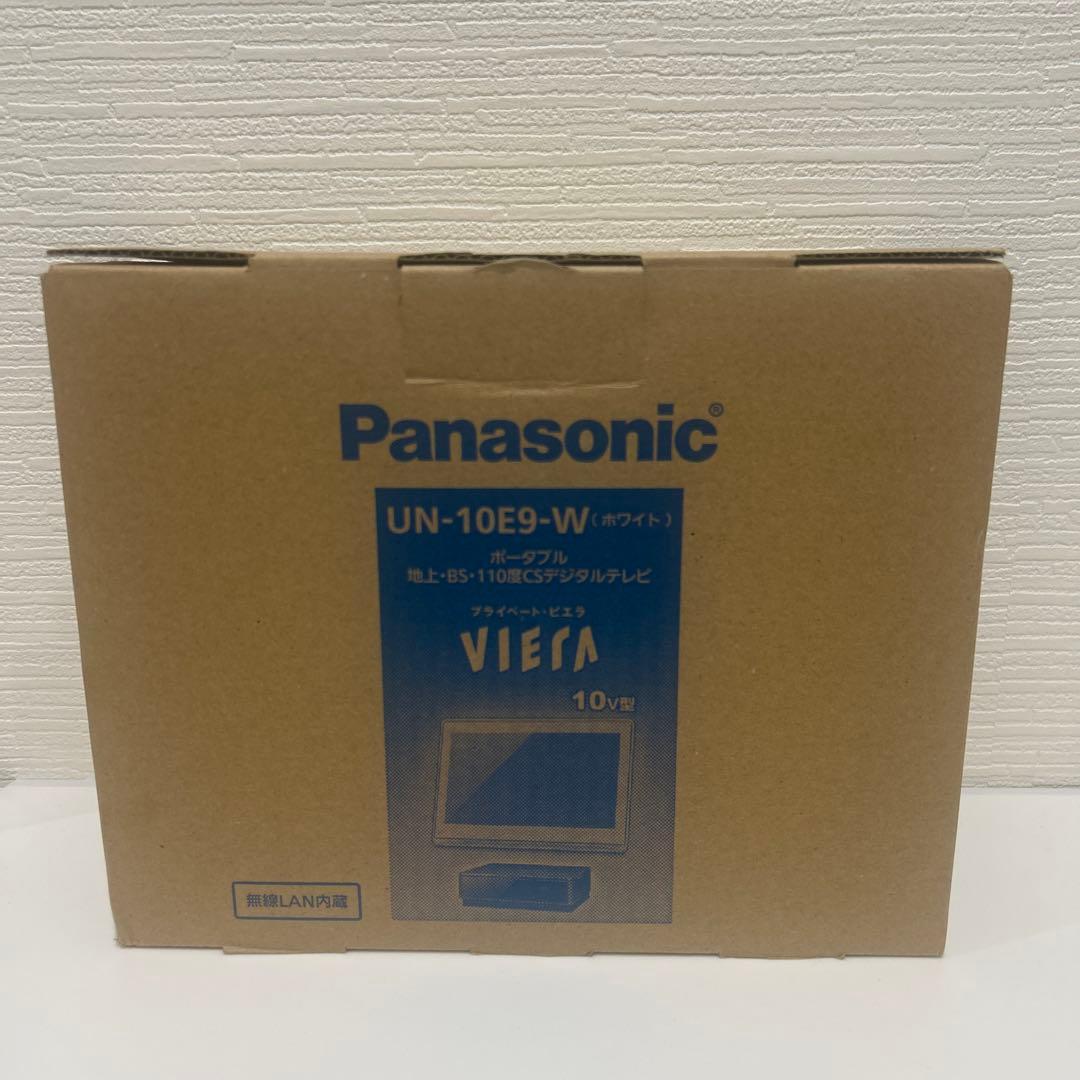 Panasonic®
UN-10E9-W(ホワイト)
ポータブル
地上・BS・110度CSデジタルテレビ
プライベート・ビエラ
VIErA
10V型
無線LAN内蔵